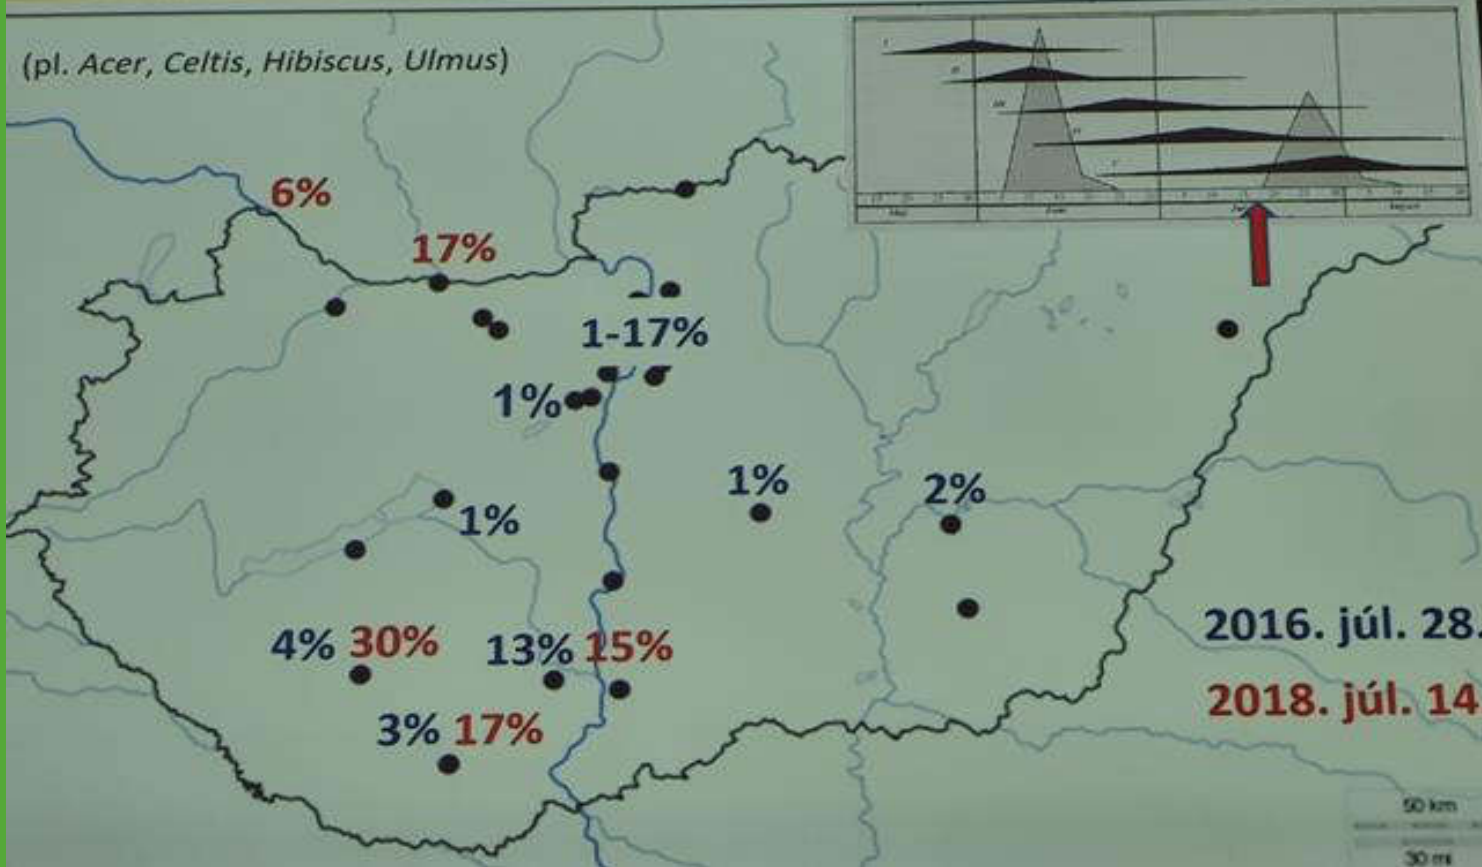 (pl. Acer, Celtis, Hibiscus, Ulmus)
6%
17%
1-17%
1%
1%
2%
1%
4% 30%
13% 15%
3% 17%
2016. júl. 28.
2018. júl. 14
50 km
30 mi